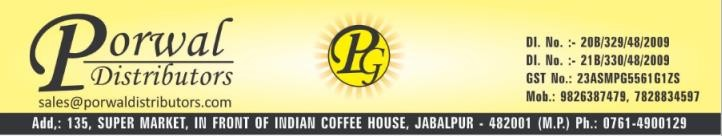 Porwal
Distributors
sales@porwaldistributors.com
PG
Dl. No. :- 20B/329/48/2009
Dl. No. :- 21B/330/48/2009
GST No.: 23ASMPG5561G1ZS
Mob.: 9826387479, 7828834597
Add,: 135, SUPER MARKET, IN FRONT OF INDIAN COFFEE HOUSE, JABALPUR - 482001 (M.P.) Ph.: 0761-4900129